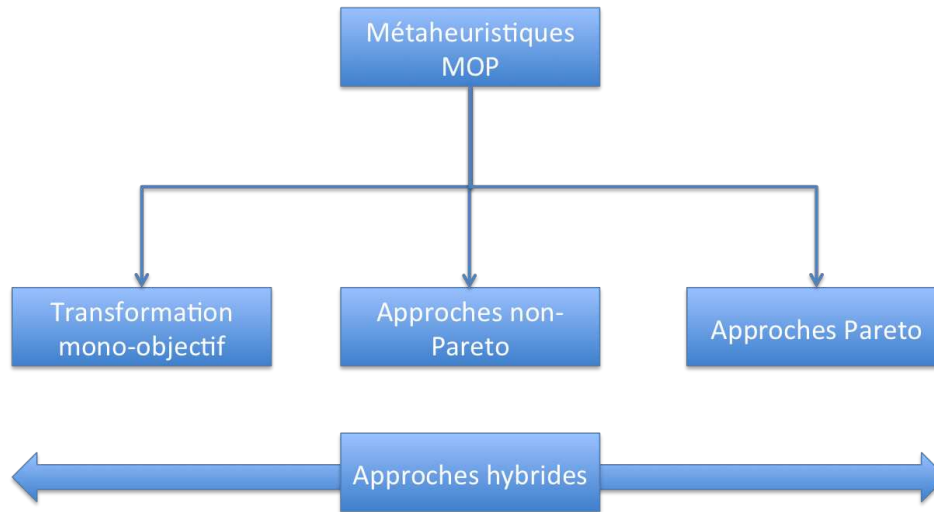 Métaheuristiques
MOP
Transformation
mono-objectif
Approches non-
Pareto
Approches Pareto
Approches hybrides